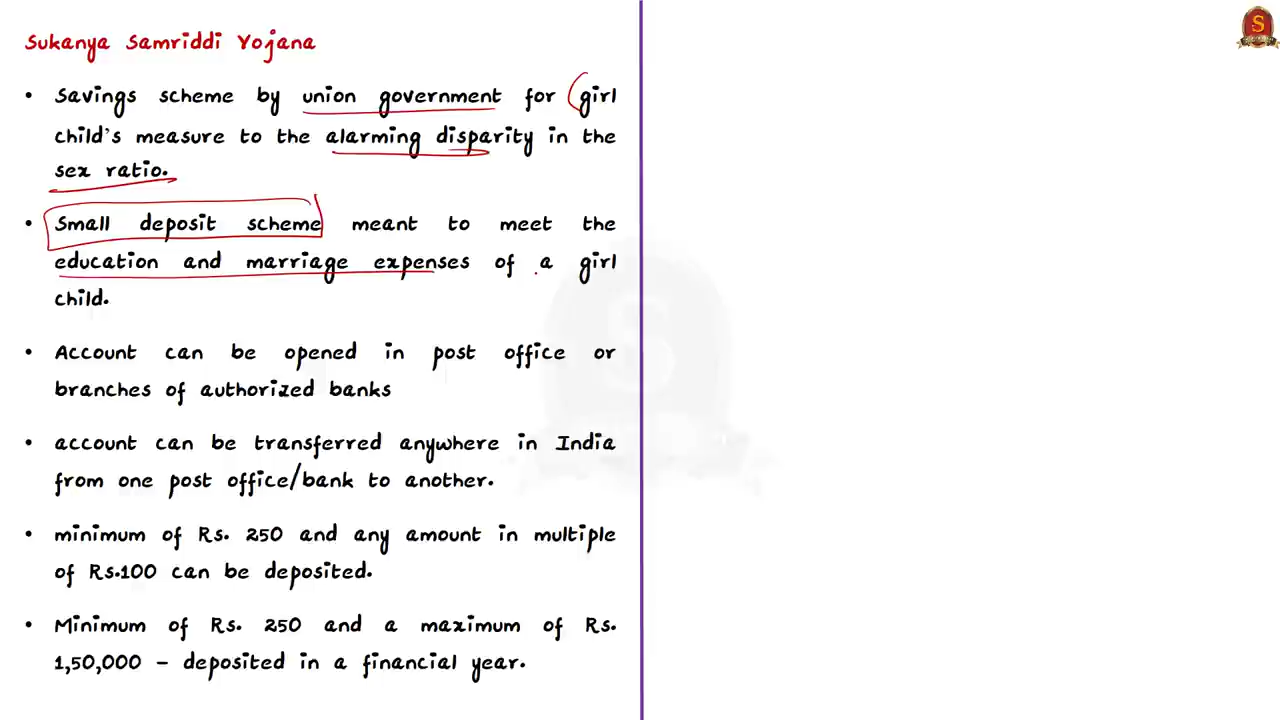 Sukanya Samriddi Yojana
• Savings scheme by union government for girl
child's measure to the alarming disparity in the
sex ratio.
• Small deposit scheme meant to meet the
education and marriage expenses of a girl
child.
• Account can be opened in post office or
branches of authorized banks
• account can be transferred anywhere in India
from one post office/bank to another.
• minimum of Rs. 250 and any amount in multiple
of Rs.100 can be deposited.
• Minimum of Rs. 250 and a maximum of Rs.
1,50,000 – deposited in a financial year.
S